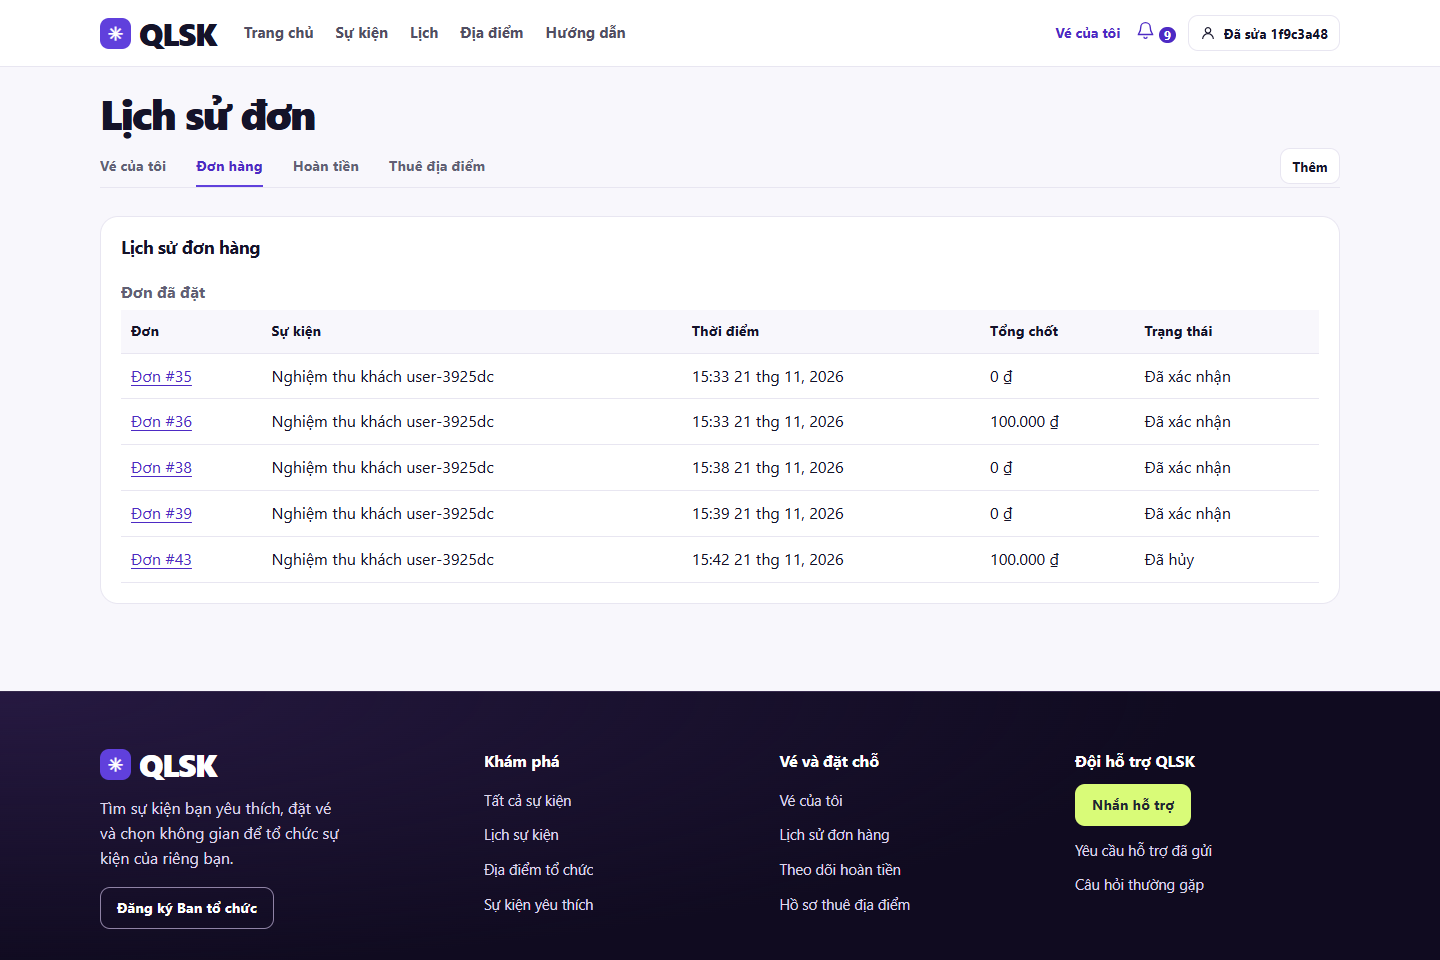 QLSK Trang chủ Sự kiện Lịch Địa điểm Hướng dẫn Vé của tôi 9 Đã sửa 1f9c3a48
Lịch sử đơn
Vé của tôi Đơn hàng Hoàn tiền Thuê địa điểm Thêm
Lịch sử đơn hàng
Đơn đã đặt
Đơn Sự kiện Thời điểm Tổng chốt Trạng thái
Đơn #35 Nghiệm thu khách user-3925dc 15:33 21 thg 11, 2026 0 ₫ Đã xác nhận
Đơn #36 Nghiệm thu khách user-3925dc 15:33 21 thg 11, 2026 100.000 ₫ Đã xác nhận
Đơn #38 Nghiệm thu khách user-3925dc 15:38 21 thg 11, 2026 0 ₫ Đã xác nhận
Đơn #39 Nghiệm thu khách user-3925dc 15:39 21 thg 11, 2026 0 ₫ Đã xác nhận
Đơn #43 Nghiệm thu khách user-3925dc 15:42 21 thg 11, 2026 100.000 ₫ Đã hủy
QLSK
Tìm sự kiện bạn yêu thích, đặt vé
và chọn không gian để tổ chức sự
kiện của riêng bạn.
Đăng ký Ban tổ chức
Khám phá
Tất cả sự kiện
Lịch sự kiện
Địa điểm tổ chức
Sự kiện yêu thích
Vé và đặt chỗ
Vé của tôi
Lịch sử đơn hàng
Theo dõi hoàn tiền
Hồ sơ thuê địa điểm
Đội hỗ trợ QLSK
Nhắn hỗ trợ
Yêu cầu hỗ trợ đã gửi
Câu hỏi thường gặp